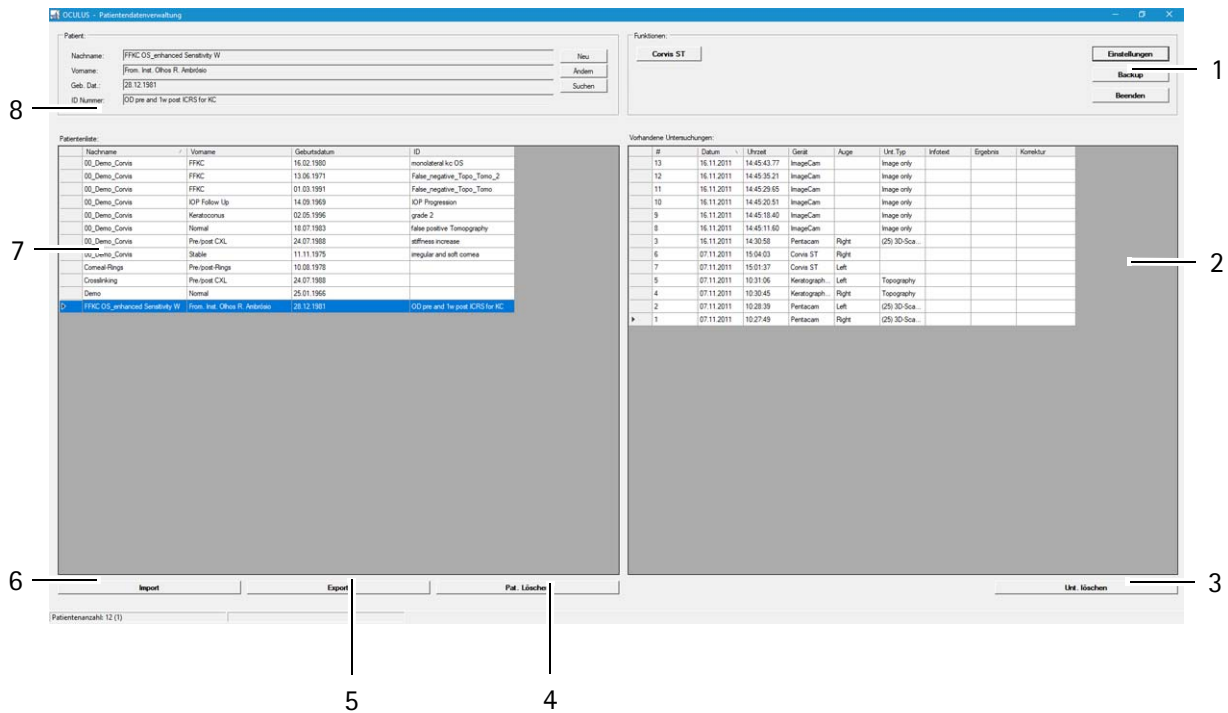 OCULUS - Patientendatenverwaltung
Patient:
Nachname: FFKC OS_enhanced Sensitivity W Neu
Vorname: From. Inst. Olhos R. Ambrósio Ändern
Geb. Dat.: 28.12.1981 Suchen
ID Nummer: OD pre and 1w post ICRS for KC
Funktionen:
Corvis ST
Einstellungen
Backup
Beenden
1
8
Patientenliste:
Nachname Vorname Geburtsdatum ID
00_Demo_Corvis FFKC 16.02.1980 monolateral kc OS
00_Demo_Corvis FFKC 13.06.1971 False_negative_Topo_Tomo_2
00_Demo_Corvis FFKC 01.03.1991 False_negative_Topo_Tomo
00_Demo_Corvis IOP Follow Up 14.09.1969 IOP Progression
00_Demo_Corvis Keratoconus 02.05.1996 grade 2
00_Demo_Corvis Normal 18.07.1983 false positive Tomopgraphy
00_Demo_Corvis Pre/post CXL 24.07.1988 stiffness increase
00_Demo_Corvis Stable 11.11.1975 irregular and soft cornea
Corneal-Rings Pre/post-Rings 10.08.1978
Crosslinking Pre/post CXL 24.07.1988
Demo Normal 25.01.1966
FFKC OS_enhanced Sensitivity W From. Inst. Olhos R. Ambrósio 28.12.1981 OD pre and 1w post ICRS for KC
7
Vorhandene Untersuchungen:
# Datum Uhrzeit Gerät Auge Unt.Typ Infotext Ergebnis Korrektur
13 16.11.2011 14:45:43.77 ImageCam Image only
12 16.11.2011 14:45:35.21 ImageCam Image only
11 16.11.2011 14:45:29.65 ImageCam Image only
10 16.11.2011 14:45:20.51 ImageCam Image only
9 16.11.2011 14:45:18.40 ImageCam Image only
8 16.11.2011 14:45:11.60 ImageCam Image only
3 16.11.2011 14:30:58 Pentacam Right (25) 3D-Sca...
6 07.11.2011 15:04:03 Corvis ST Right
7 07.11.2011 15:01:37 Corvis ST Left
5 07.11.2011 10:31:06 Keratograph... Left Topography
4 07.11.2011 10:30:45 Keratograph... Right Topography
2 07.11.2011 10:28:39 Pentacam Left (25) 3D-Sca...
1 07.11.2011 10:27:49 Pentacam Right (25) 3D-Sca...
2
6
Import Export Pat. Löschen
Unt. löschen
3
Patientenanzahl: 12 (1)
5
4